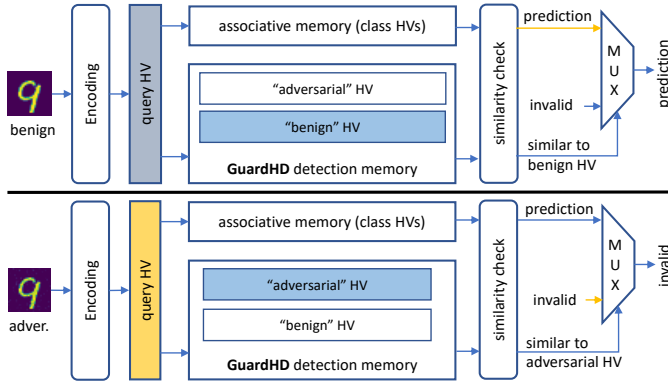 benign
Encoding
query HV
associative memory (class HVs)
“adversarial” HV
“benign” HV
GuardHD detection memory
similarity check
prediction
invalid
similar to
benign HV
M
U
X
prediction
adver.
Encoding
query HV
associative memory (class HVs)
“adversarial” HV
“benign” HV
GuardHD detection memory
similarity check
prediction
invalid
similar to
adversarial HV
M
U
X
invalid